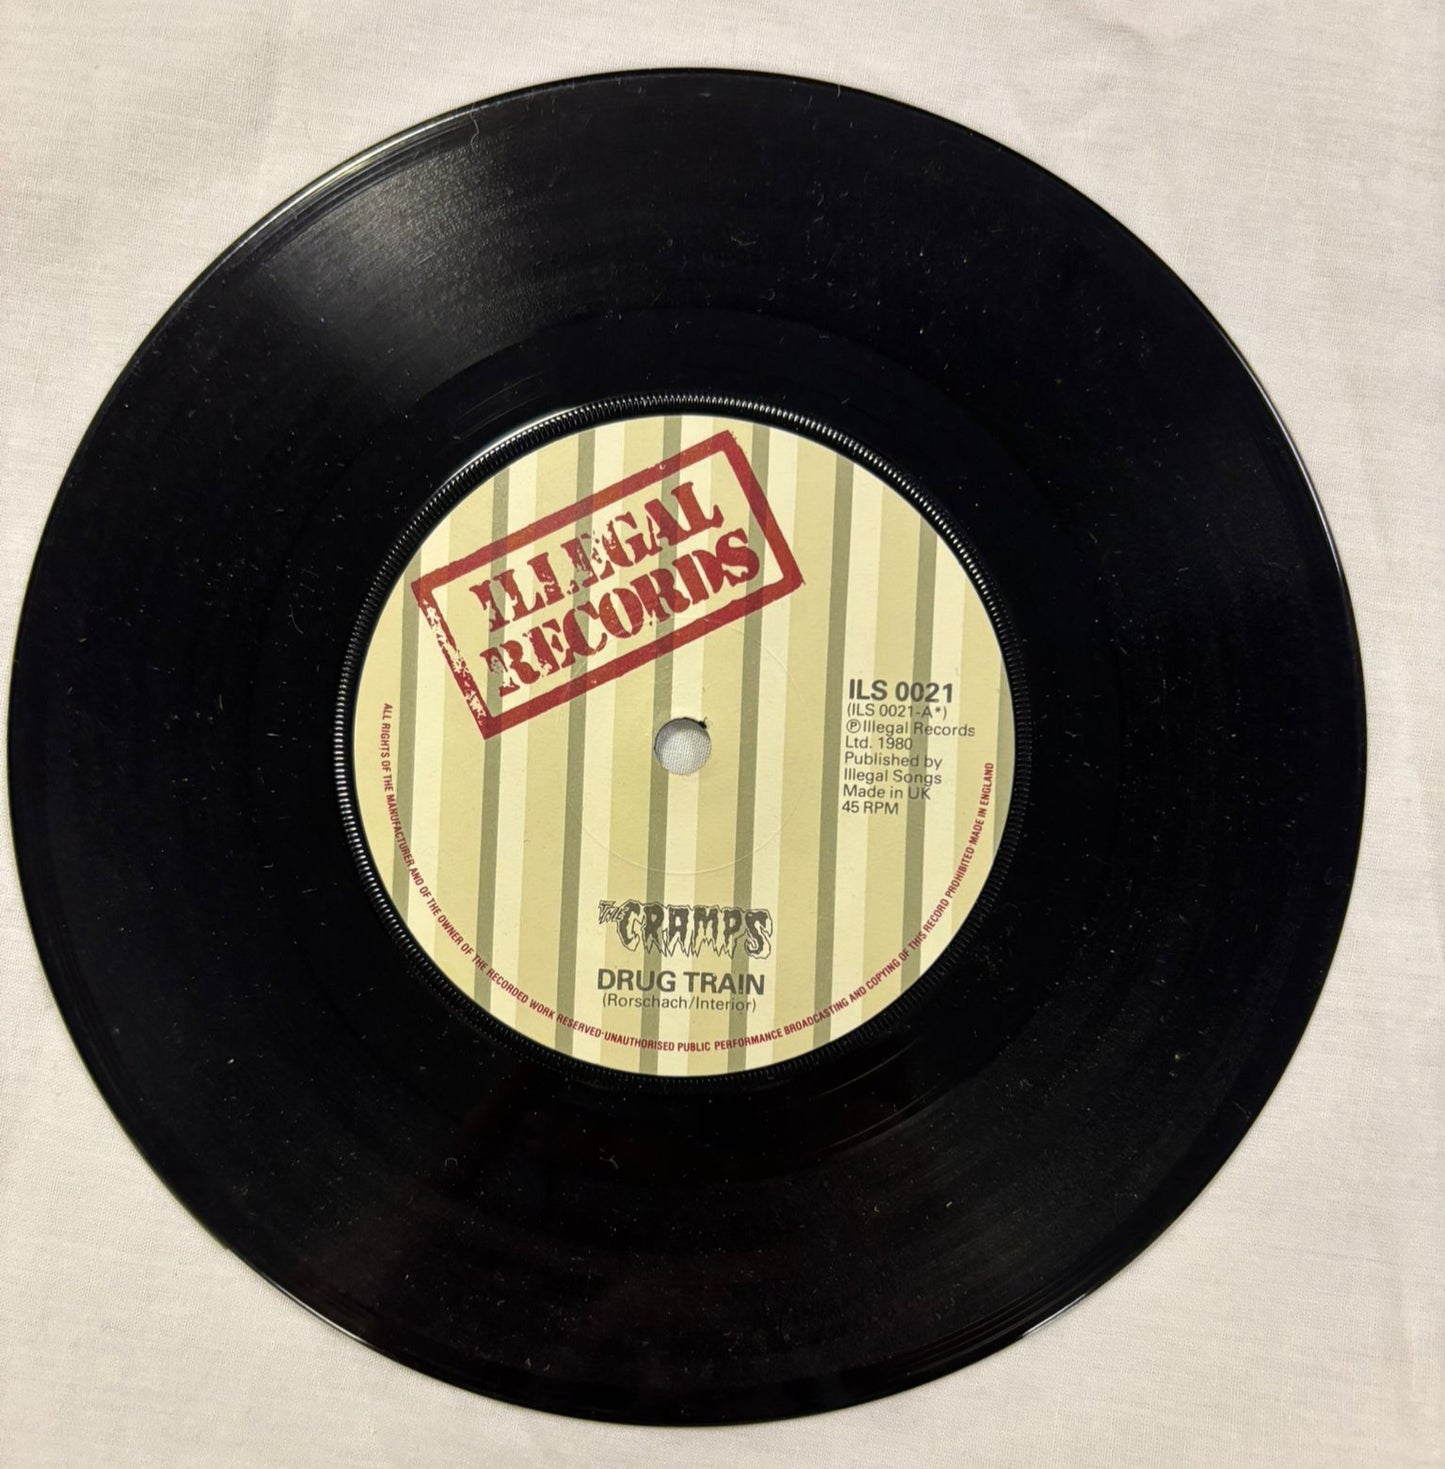 ILLEGAL
RECORDS
ILS 0021
(ILS 0021-A*)
℗ Illegal Records
Ltd. 1980
Published by
Illegal Songs
Made in UK
45 RPM
THE CRAMPS
DRUG TRAIN
(Rorschach/Interior)
ALL RIGHTS OF THE MANUFACTURER AND OF THE OWNER OF THE RECORDED WORK RESERVED·UNAUTHORISED PUBLIC PERFORMANCE BROADCASTING AND COPYING OF THIS RECORD PROHIBITED·MADE IN ENGLAND